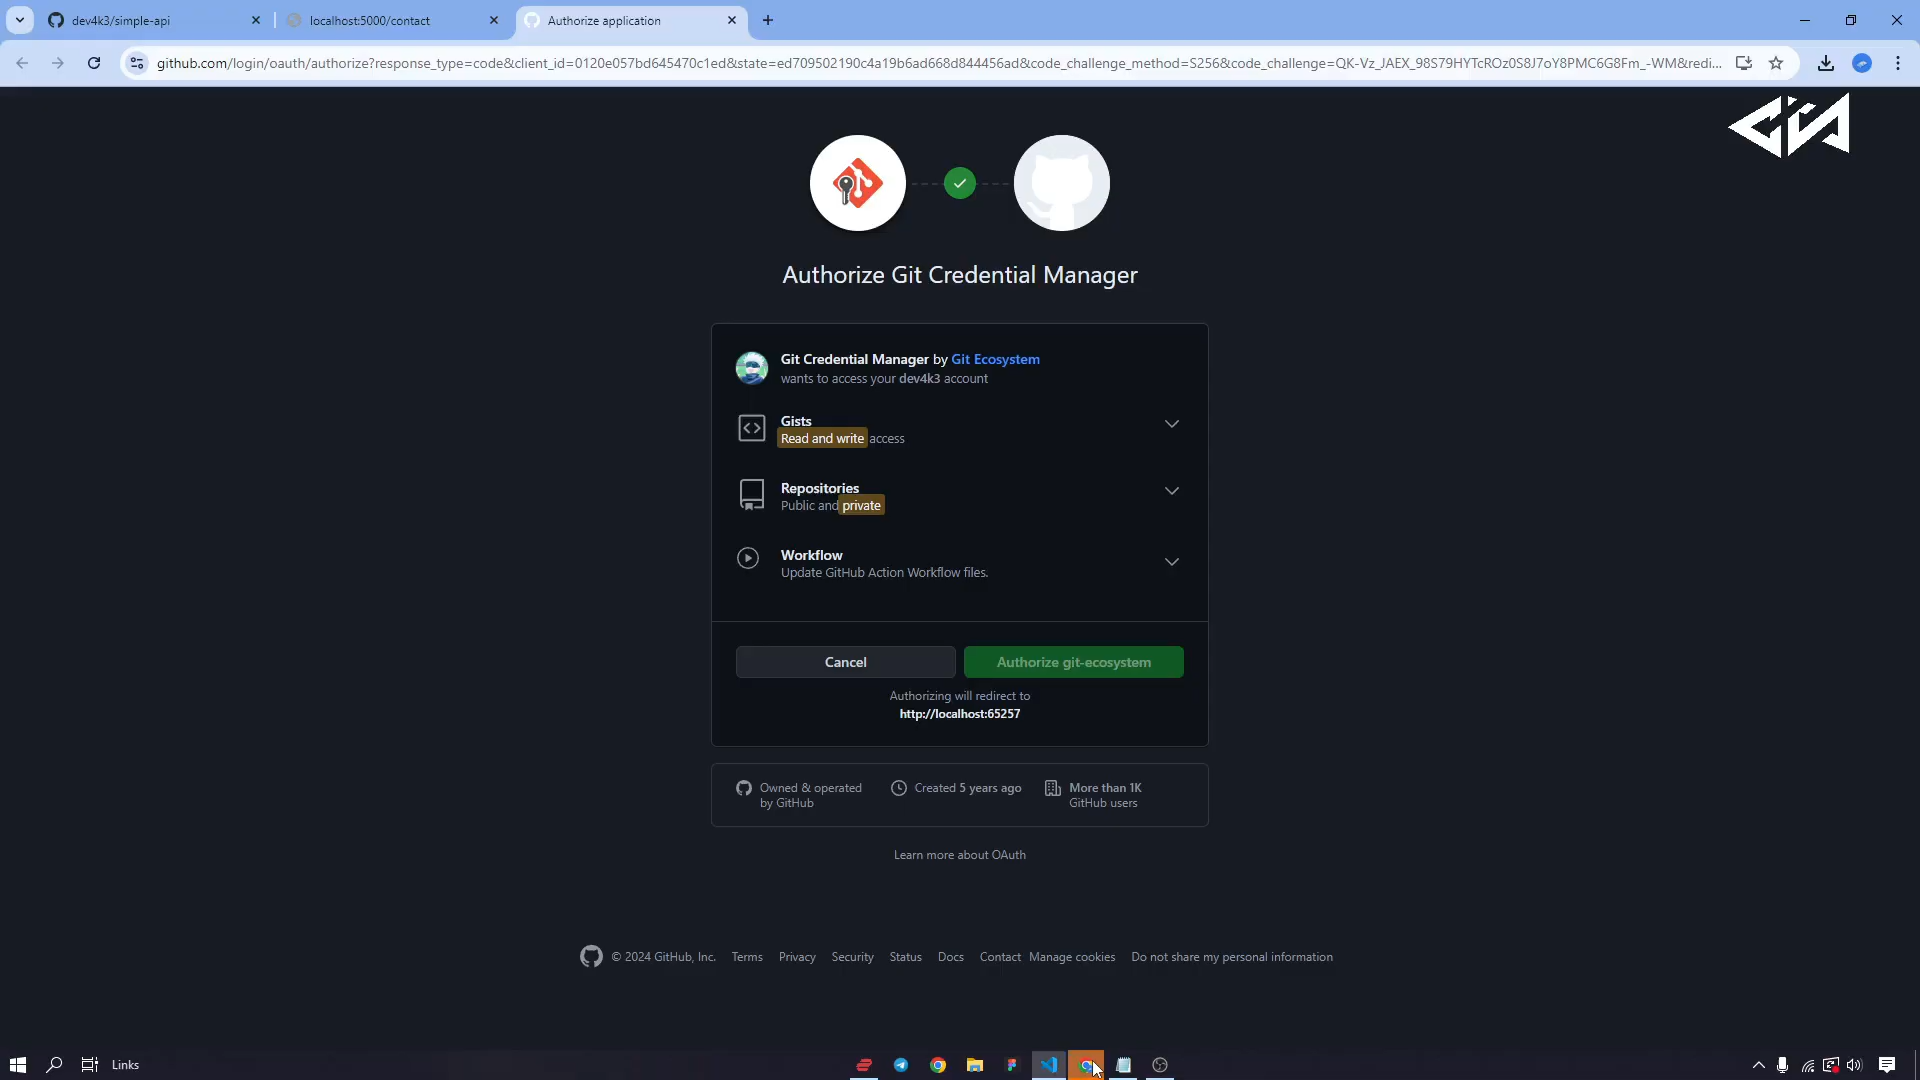 dev4k3/simple-api
localhost:5000/contact
Authorize application
github.com/login/oauth/authorize?response_type=code&client_id=0120e057bd645470c1ed&state=ed709502190c4a19b6ad668d844456ad&code_challenge_method=S256&code_challenge=QK-Vz_JAEX_98S79HYTcROz0S8J7oY8PMC6G8Fm_-WM&redi...
Authorize Git Credential Manager
Git Credential Manager by Git Ecosystem
wants to access your dev4k3 account
Gists
Read and write access
Repositories
Public and private
Workflow
Update GitHub Action Workflow files.
Cancel
Authorize git-ecosystem
Authorizing will redirect to
http://localhost:65257
Owned & operated
by GitHub
Created 5 years ago
More than 1K
GitHub users
Learn more about OAuth
© 2024 GitHub, Inc. Terms Privacy Security Status Docs Contact Manage cookies Do not share my personal information
Links